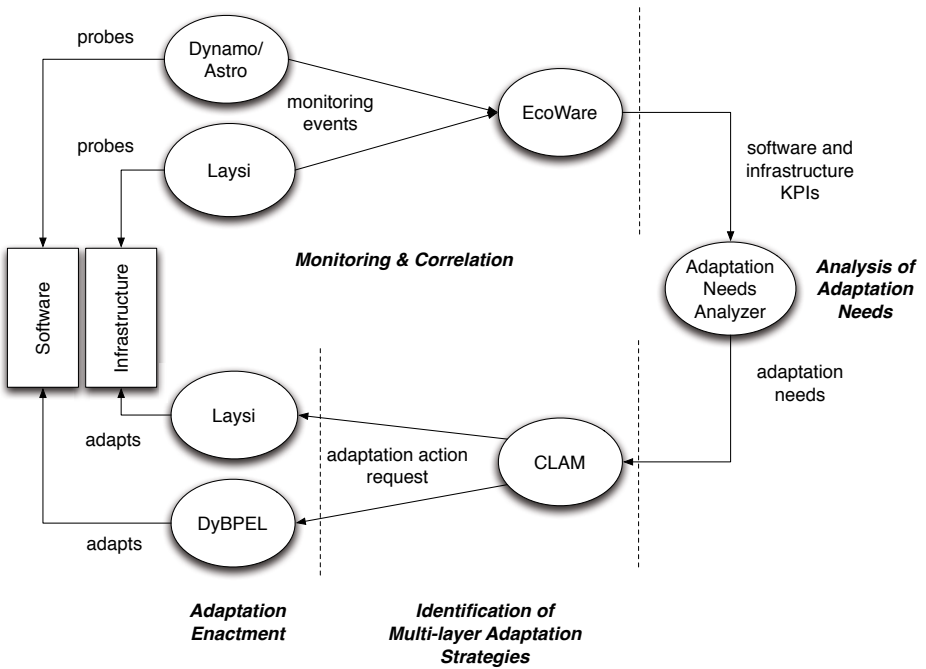 probes
Dynamo/
Astro
monitoring
events
EcoWare
probes
Laysi
software and
infrastructure
KPIs
Monitoring & Correlation
Software
Infrastructure
Adaptation
Needs
Analyzer
Analysis of
Adaptation
Needs
adaptation
needs
Laysi
adapts
adaptation action
request
CLAM
DyBPEL
adapts
Adaptation
Enactment
Identification of
Multi-layer Adaptation
Strategies